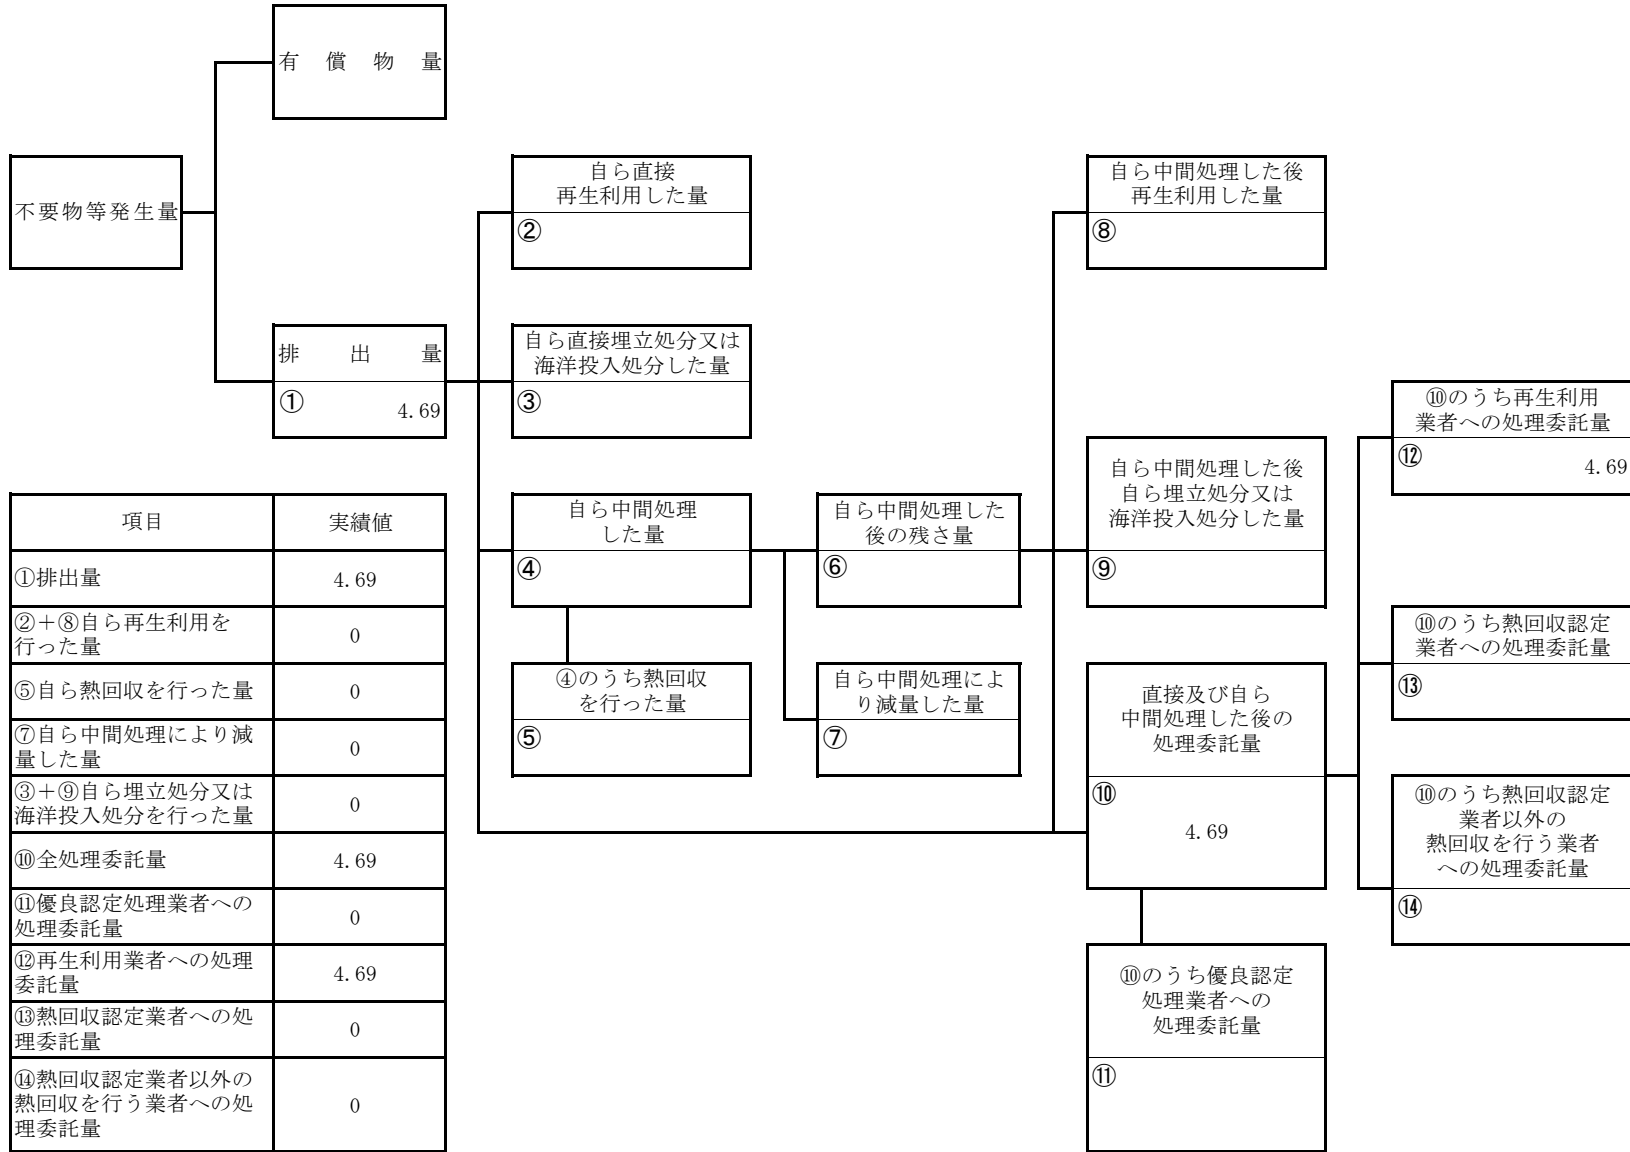 有償物量
不要物等発生量
自ら直接
再生利用した量
②
自ら中間処理した後
再生利用した量
⑧
排出量
①
4.69
自ら直接埋立処分又は
海洋投入処分した量
③
⑩のうち再生利用
業者への処理委託量
⑫
4.69
自ら中間処理した後
自ら埋立処分又は
海洋投入処分した量
⑨
自ら中間処理
した量
④
自ら中間処理した
後の残さ量
⑥
⑩のうち熱回収認定
業者への処理委託量
⑬
④のうち熱回収
を行った量
⑤
自ら中間処理によ
り減量した量
⑦
直接及び自ら
中間処理した後の
処理委託量
⑩
4.69
⑩のうち熱回収認定
業者以外の
熱回収を行う業者
への処理委託量
⑭
⑩のうち優良認定
処理業者への
処理委託量
⑪
項目 実績値
①排出量 4.69
②＋⑧自ら再生利用を
行った量 0
⑤自ら熱回収を行った量 0
⑦自ら中間処理により減
量した量 0
③＋⑨自ら埋立処分又は
海洋投入処分を行った量 0
⑩全処理委託量 4.69
⑪優良認定処理業者への
処理委託量 0
⑫再生利用業者への処理
委託量 4.69
⑬熱回収認定業者への処
理委託量 0
⑭熱回収認定業者以外の
熱回収を行う業者への処
理委託量 0